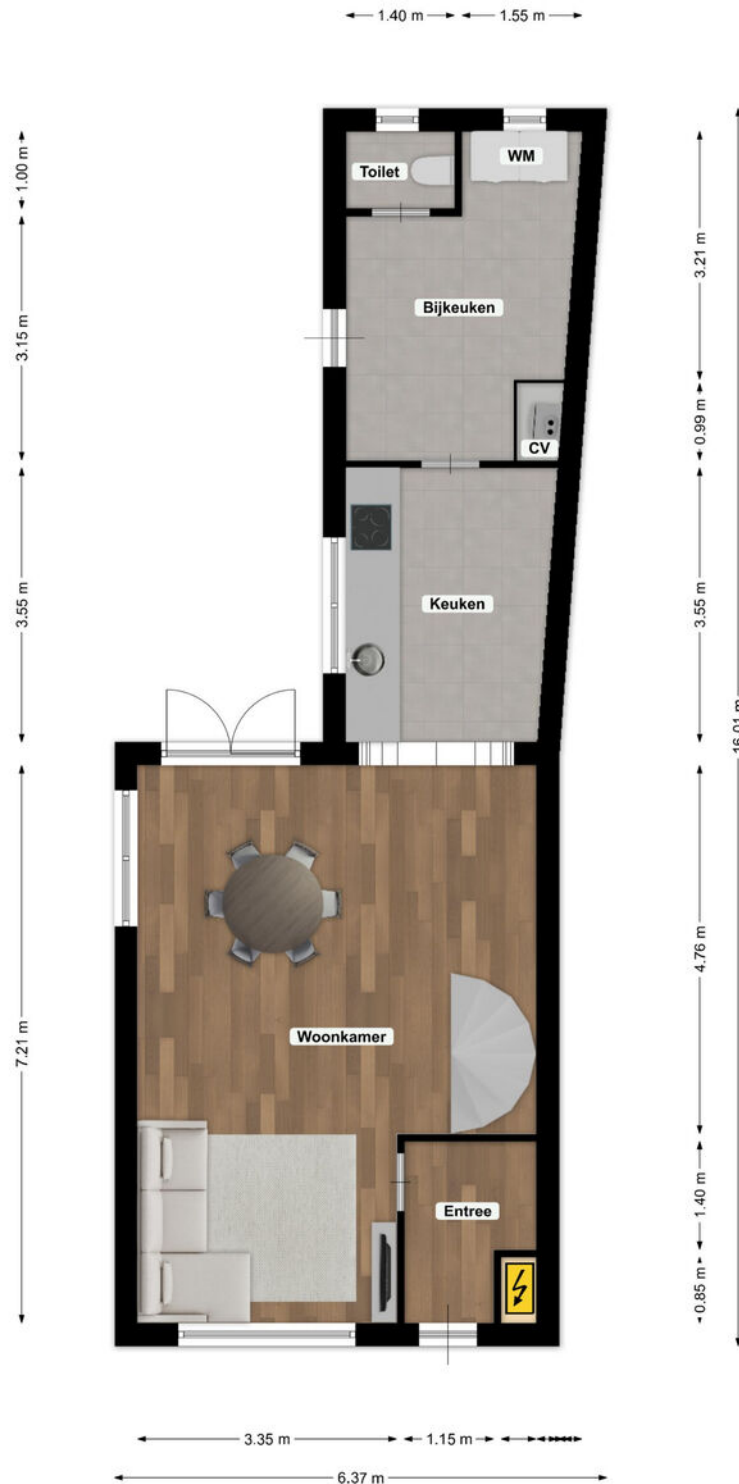 1.40 m
1.55 m
1.00 m
Toilet
WM
3.21 m
Bijkeuken
3.15 m
0.99 m
CV
3.55 m
Keuken
3.55 m
16.01 m
4.76 m
7.21 m
Woonkamer
1.40 m
Entree
0.85 m
3.35 m
1.15 m
6.37 m